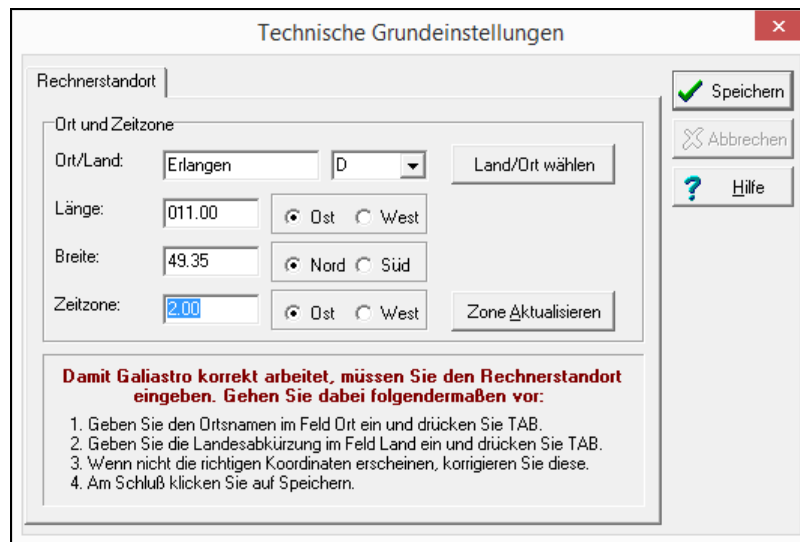 Technische Grundeinstellungen
Rechnerstandort
Ort und Zeitzone
Ort/Land: Erlangen D Land/Ort wählen
Länge: 011.00 Ost West
Breite: 49.35 Nord Süd
Zeitzone: 2.00 Ost West Zone Aktualisieren
Damit Galiastro korrekt arbeitet, müssen Sie den Rechnerstandort
eingeben. Gehen Sie dabei folgendermaßen vor:
1. Geben Sie den Ortsnamen im Feld Ort ein und drücken Sie TAB.
2. Geben Sie die Landesabkürzung im Feld Land ein und drücken Sie TAB.
3. Wenn nicht die richtigen Koordinaten erscheinen, korrigieren Sie diese.
4. Am Schluß klicken Sie auf Speichern.
Speichern
Abbrechen
Hilfe